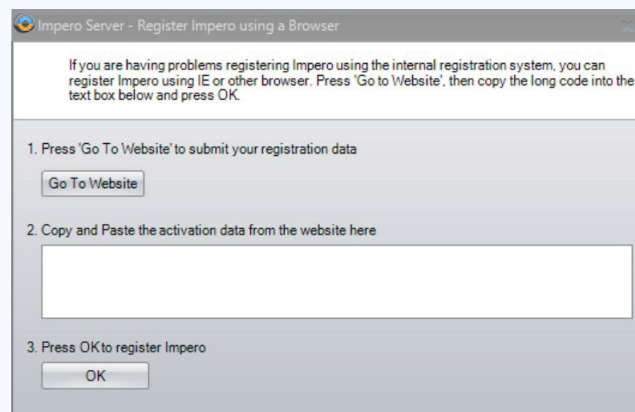 Impero Server - Register Impero using a Browser
If you are having problems registering Impero using the internal registration system, you can
register Impero using IE or other browser. Press 'Go to Website', then copy the long code into the
text box below and press OK.
1. Press 'Go To Website' to submit your registration data
Go To Website
2. Copy and Paste the activation data from the website here
3. Press OK to register Impero
OK